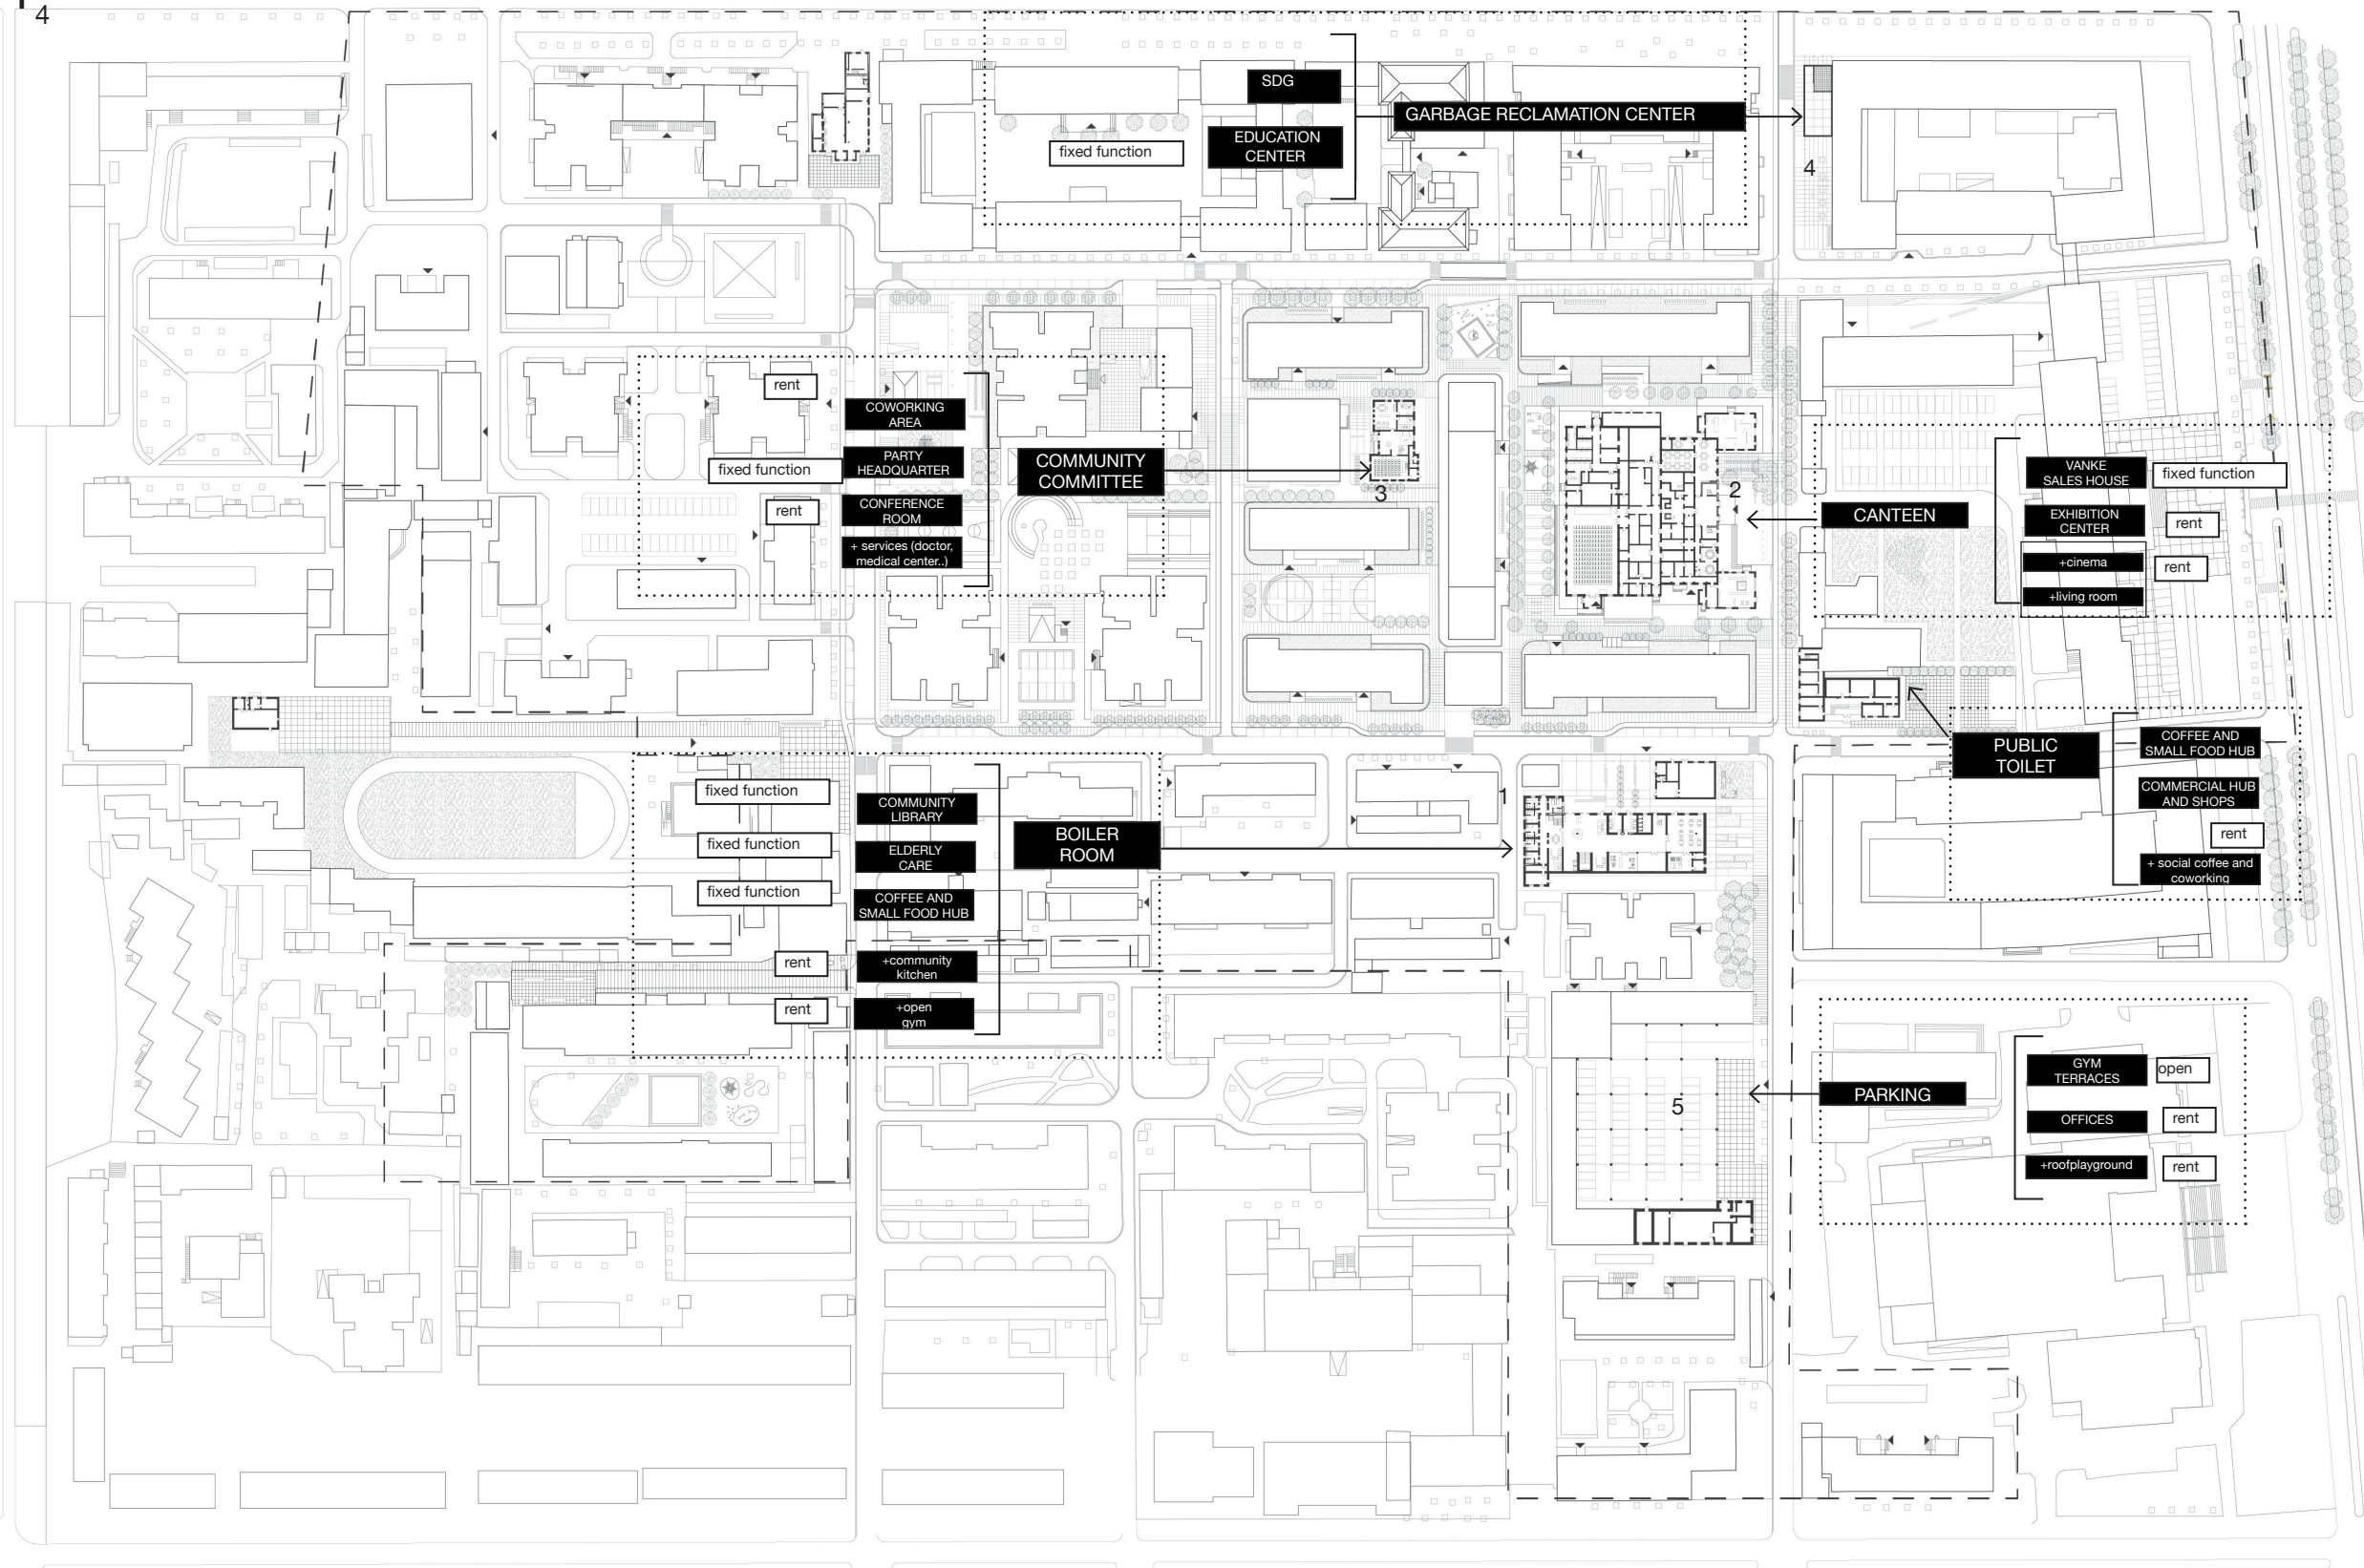 4
SDG
GARBAGE RECLAMATION CENTER
EDUCATION
CENTER
fixed function
4
rent
COWORKING
AREA
PARTY
HEADQUARTER
fixed function
COMMUNITY
COMMITTEE
3
CONFERENCE
ROOM
rent
+ services (doctor,
medical center..)
2
CANTEEN
VANKE
SALES HOUSE
fixed function
EXHIBITION
CENTER
rent
+cinema
rent
+living room
PUBLIC
TOILET
COFFEE AND
SMALL FOOD HUB
COMMERCIAL HUB
AND SHOPS
rent
+ social coffee and
coworking
fixed function
COMMUNITY
LIBRARY
1
BOILER
ROOM
fixed function
ELDERLY
CARE
fixed function
COFFEE AND
SMALL FOOD HUB
rent
+community
kitchen
rent
+open
gym
5
PARKING
GYM
TERRACES
open
OFFICES
rent
+roofplayground
rent